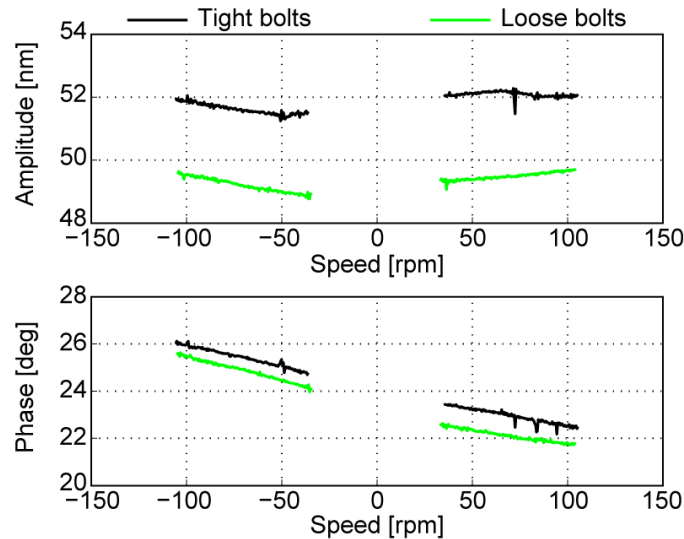 Tight bolts Loose bolts
54
52
50
48
Amplitude [nm]
−150 −100 −50 0 50 100 150
Speed [rpm]
28
26
24
22
20
Phase [deg]
−150 −100 −50 0 50 100 150
Speed [rpm]